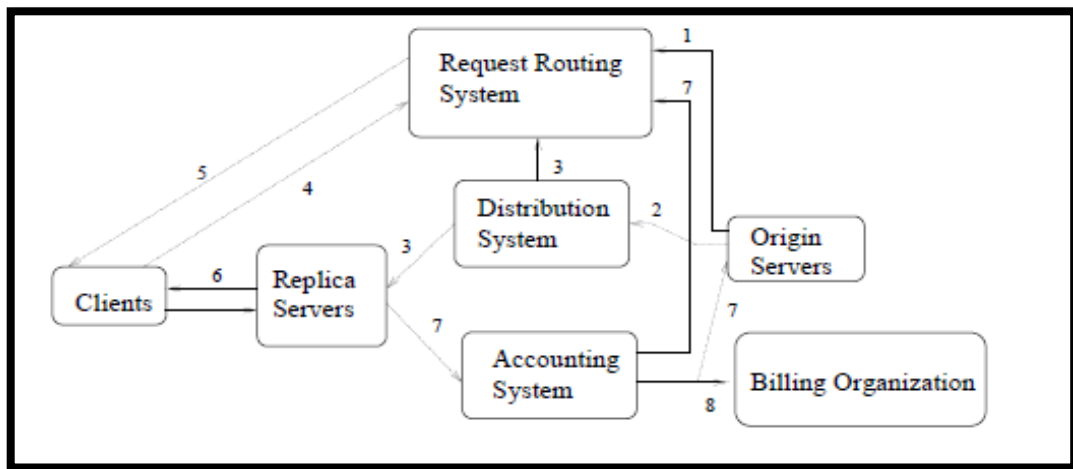 1
Request Routing
System
7
5
4
3
Distribution
System
2
Origin
Servers
3
6
Replica
Servers
Clients
7
7
Accounting
System
Billing Organization
8